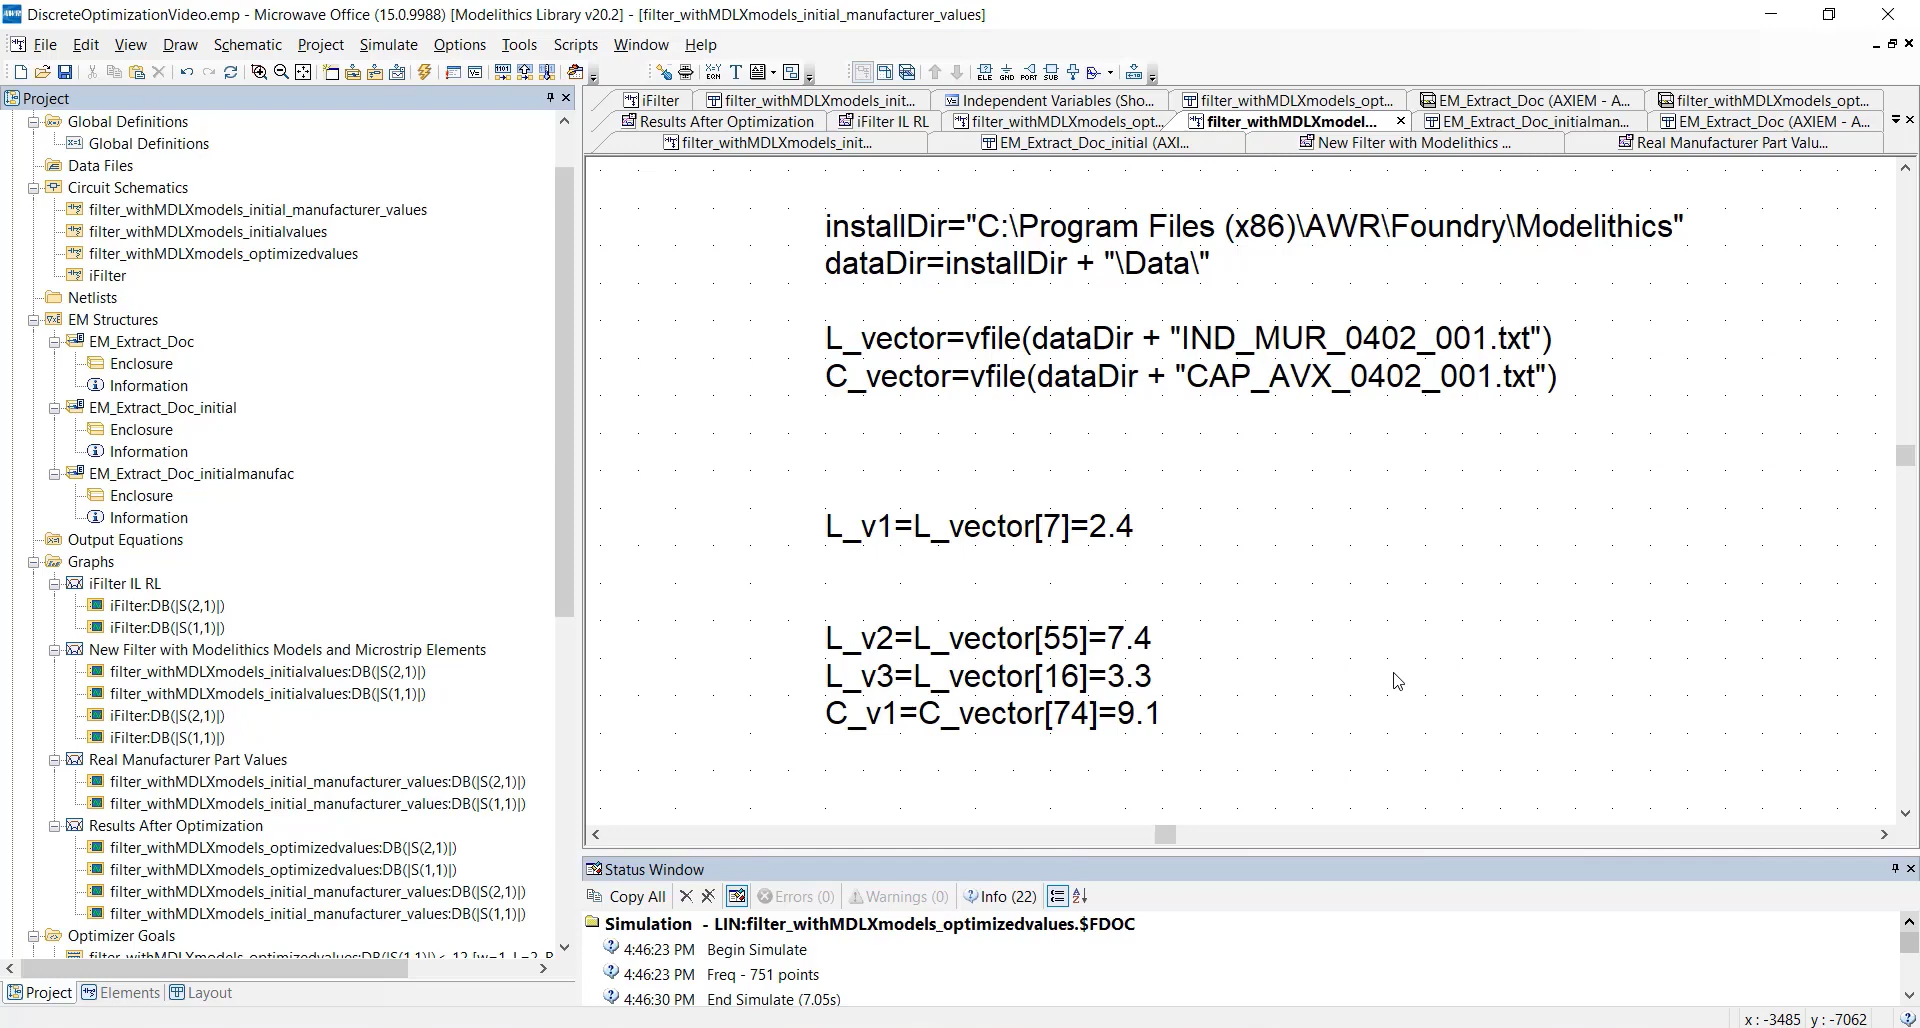 DiscreteOptimizationVideo.emp - Microwave Office (15.0.9988) [Modelithics Library v20.2] - [filter_withMDLXmodels_initial_manufacturer_values]
File Edit View Draw Schematic Project Simulate Options Tools Scripts Window Help
Project
Global Definitions
Global Definitions
Data Files
Circuit Schematics
filter_withMDLXmodels_initial_manufacturer_values
filter_withMDLXmodels_initialvalues
filter_withMDLXmodels_optimizedvalues
iFilter
Netlists
EM Structures
EM_Extract_Doc
Enclosure
Information
EM_Extract_Doc_initial
Enclosure
Information
EM_Extract_Doc_initialmanufac
Enclosure
Information
Output Equations
Graphs
iFilter IL RL
iFilter:DB(|S(2,1)|)
iFilter:DB(|S(1,1)|)
New Filter with Modelithics Models and Microstrip Elements
filter_withMDLXmodels_initialvalues:DB(|S(2,1)|)
filter_withMDLXmodels_initialvalues:DB(|S(1,1)|)
iFilter:DB(|S(2,1)|)
iFilter:DB(|S(1,1)|)
Real Manufacturer Part Values
filter_withMDLXmodels_initial_manufacturer_values:DB(|S(2,1)|)
filter_withMDLXmodels_initial_manufacturer_values:DB(|S(1,1)|)
Results After Optimization
filter_withMDLXmodels_optimizedvalues:DB(|S(2,1)|)
filter_withMDLXmodels_optimizedvalues:DB(|S(1,1)|)
filter_withMDLXmodels_initial_manufacturer_values:DB(|S(2,1)|)
filter_withMDLXmodels_initial_manufacturer_values:DB(|S(1,1)|)
Optimizer Goals
Project Elements Layout
iFilter filter_withMDLXmodels_init... Independent Variables (Sho... filter_withMDLXmodels_opt... EM_Extract_Doc (AXIEM - A... filter_withMDLXmodels_opt...
Results After Optimization iFilter IL RL filter_withMDLXmodels_opt... filter_withMDLXmodel... EM_Extract_Doc_initialman... EM_Extract_Doc (AXIEM - A...
filter_withMDLXmodels_init... EM_Extract_Doc_initial (AXI... New Filter with Modelithics ... Real Manufacturer Part Valu...
installDir="C:\Program Files (x86)\AWR\Foundry\Modelithics"
dataDir=installDir + "\Data\"
L_vector=vfile(dataDir + "IND_MUR_0402_001.txt")
C_vector=vfile(dataDir + "CAP_AVX_0402_001.txt")
L_v1=L_vector[7]=2.4
L_v2=L_vector[55]=7.4
L_v3=L_vector[16]=3.3
C_v1=C_vector[74]=9.1
Status Window
Copy All Errors (0) Warnings (0) Info (22)
Simulation - LIN:filter_withMDLXmodels_optimizedvalues.$FDOC
4:46:23 PM Begin Simulate
4:46:23 PM Freq - 751 points
4:46:30 PM End Simulate (7.05s)
x : -3485 y : -7062